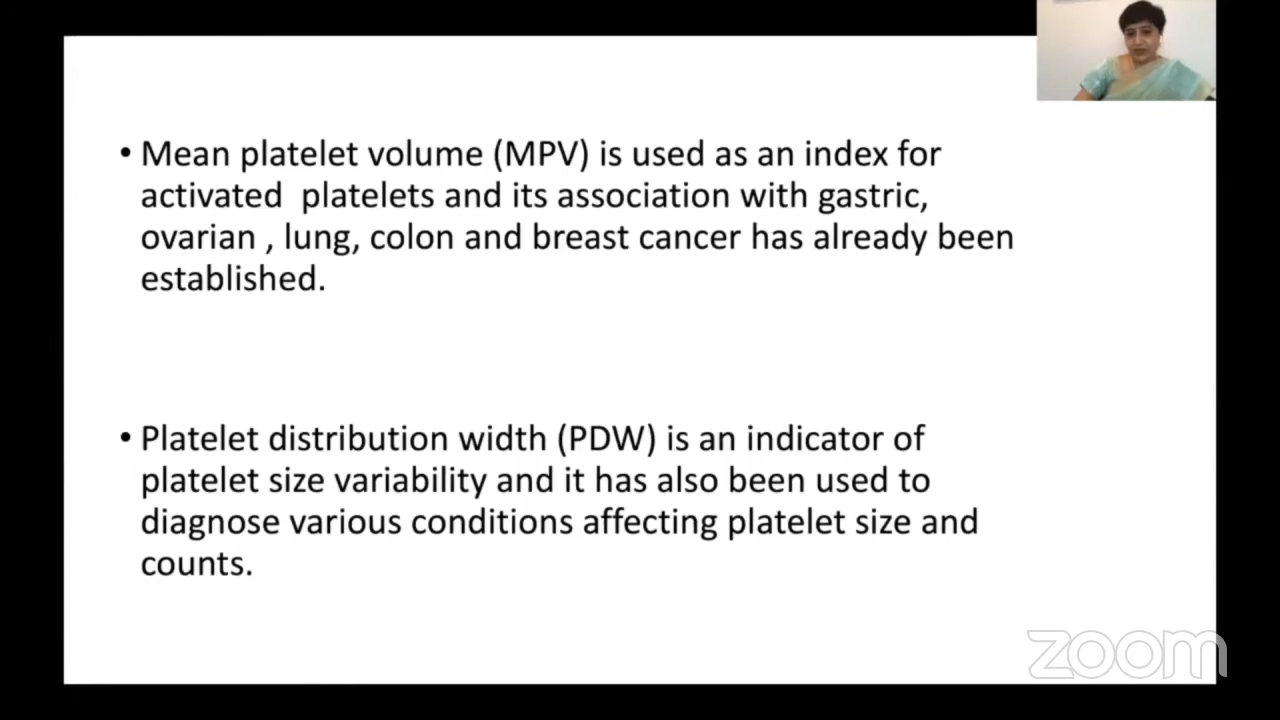 • Mean platelet volume (MPV) is used as an index for
activated  platelets and its association with gastric,
ovarian , lung, colon and breast cancer has already been
established.
• Platelet distribution width (PDW) is an indicator of
platelet size variability and it has also been used to
diagnose various conditions affecting platelet size and
counts.
zoom